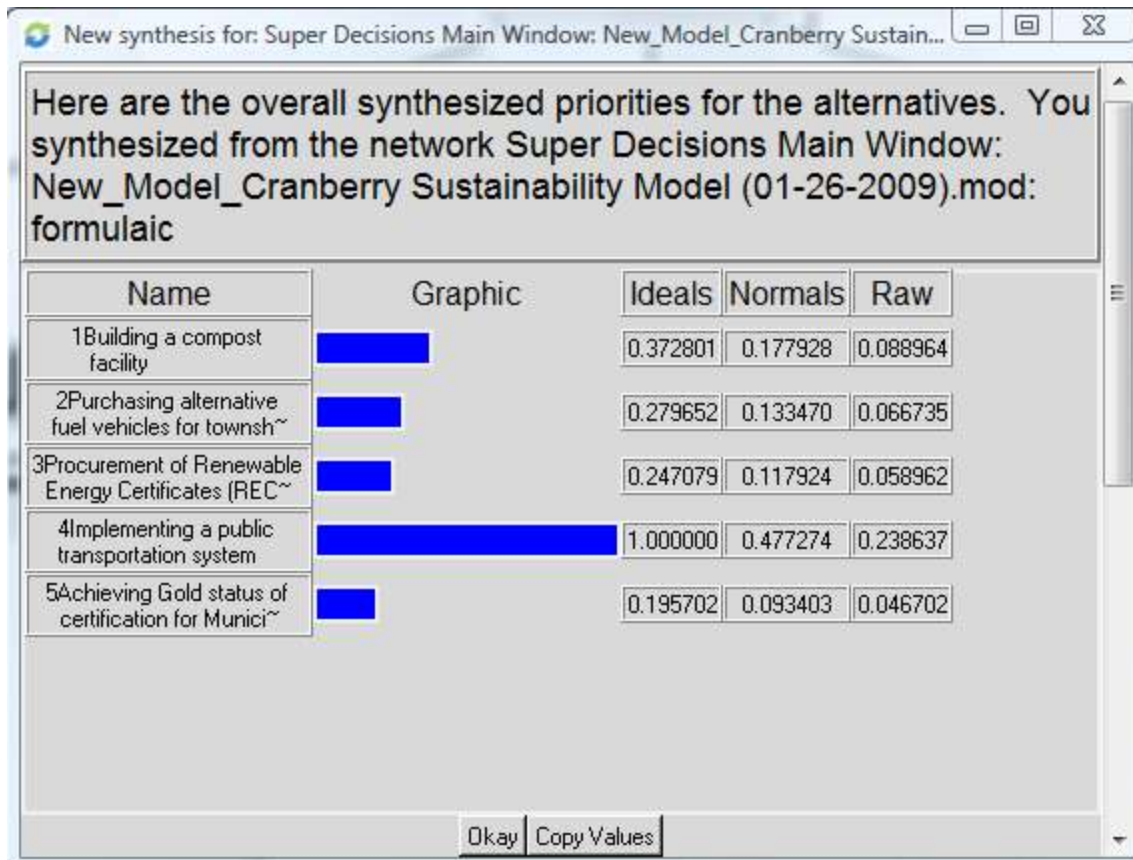 New synthesis for: Super Decisions Main Window: New_Model_Cranberry Sustain...
Here are the overall synthesized priorities for the alternatives. You
synthesized from the network Super Decisions Main Window:
New_Model_Cranberry Sustainability Model (01-26-2009).mod:
formulaic
Name Graphic Ideals Normals Raw
1Building a compost
facility 0.372801 0.177928 0.088964
2Purchasing alternative
fuel vehicles for townsh~ 0.279652 0.133470 0.066735
3Procurement of Renewable
Energy Certificates (REC~ 0.247079 0.117924 0.058962
4Implementing a public
transportation system 1.000000 0.477274 0.238637
5Achieving Gold status of
certification for Munici~ 0.195702 0.093403 0.046702
Okay Copy Values